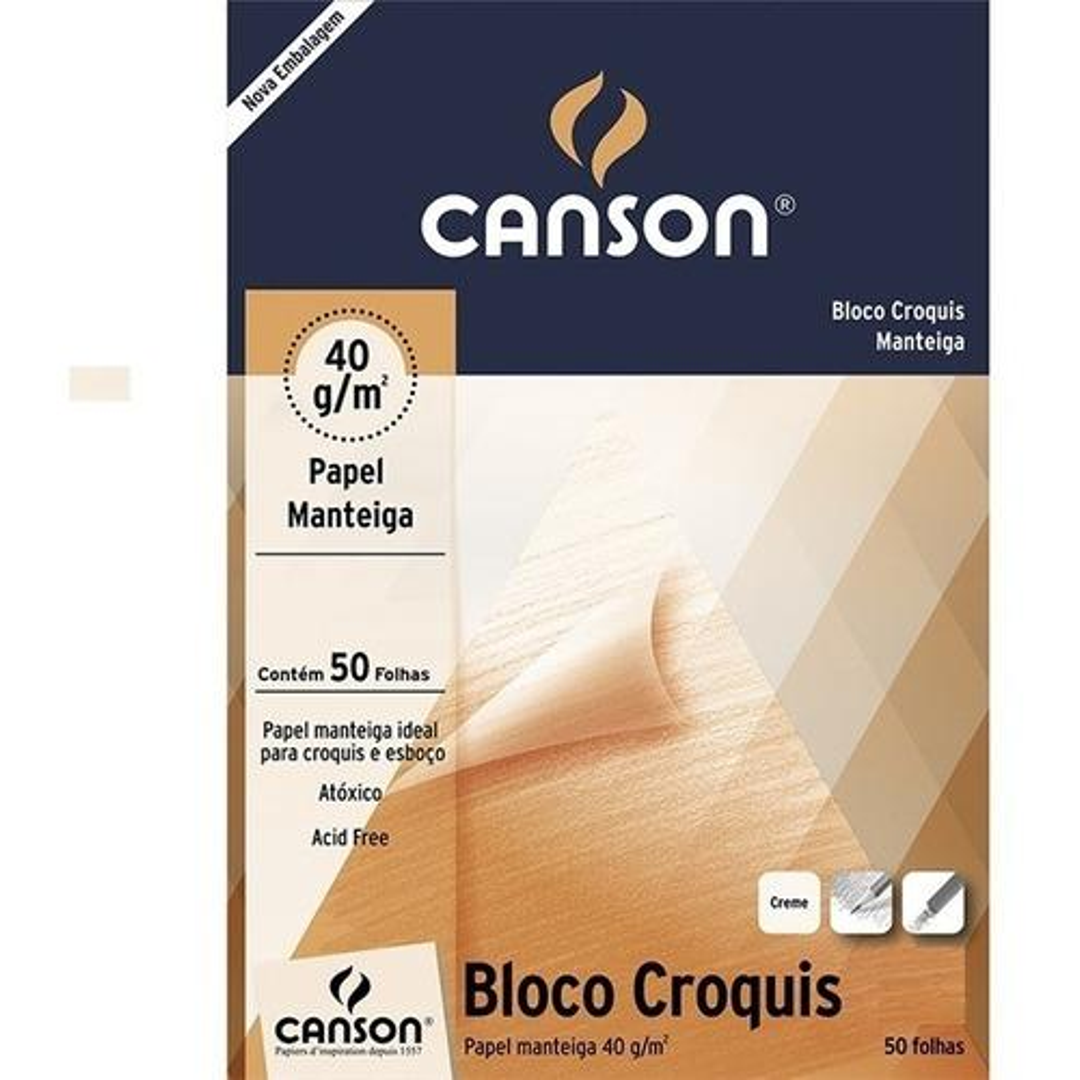 Nova Embalagem
CANSON®
Bloco Croquis
Manteiga
40
g/m²
Papel
Manteiga
Contém 50 Folhas
Papel manteiga ideal
para croquis e esboço
Atóxico
Acid Free
Creme
CANSON®
Papiers d'inspiration depuis 1557
Bloco Croquis
Papel manteiga 40 g/m²
50 folhas